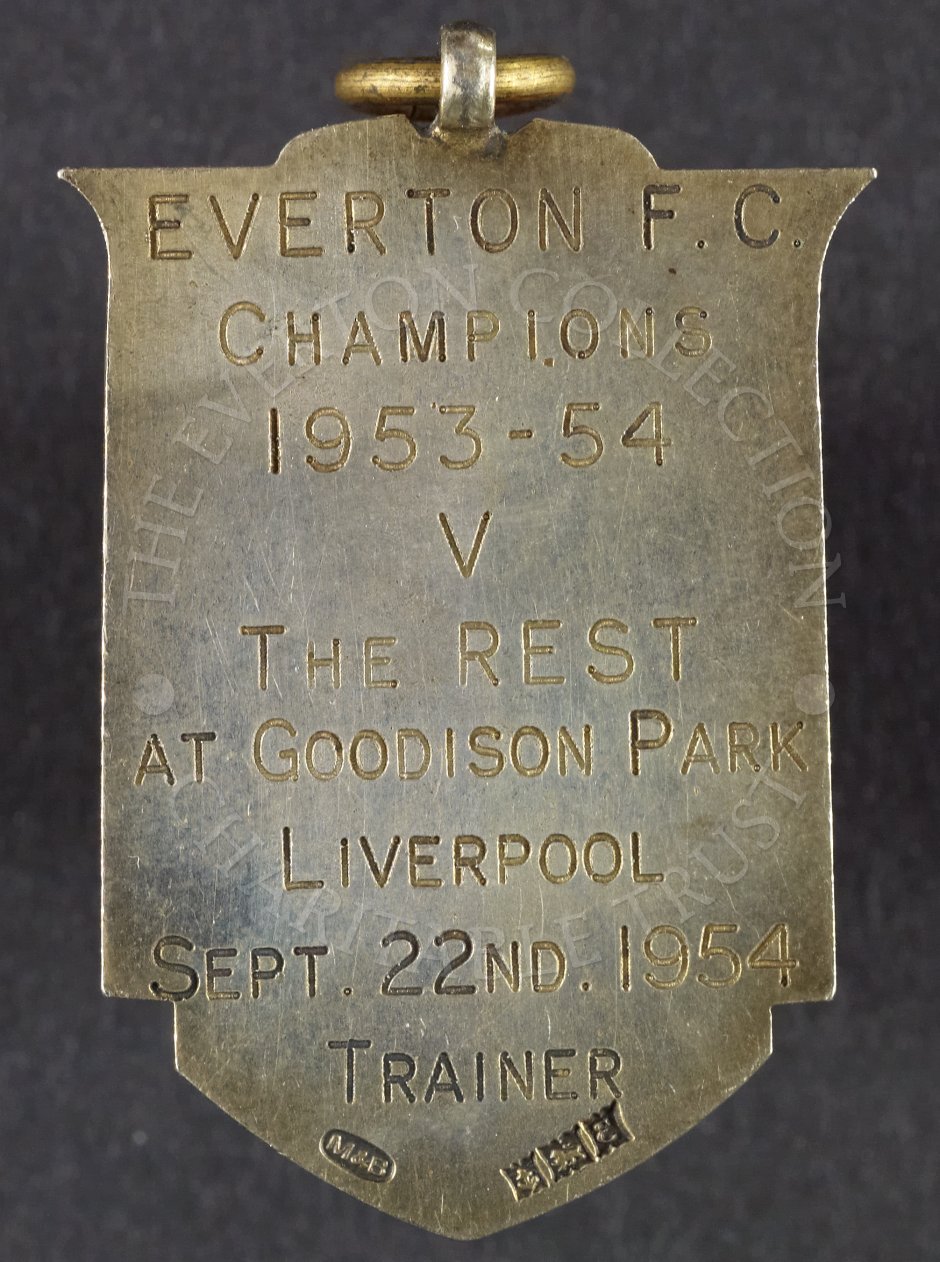 EVERTON F.C.
CHAMPIONS
1953-54
V
THE REST
AT GOODISON PARK
LIVERPOOL
SEPT. 22ND. 1954
TRAINER
M&B
THE EVERTON COLLECTION
CHARITABLE TRUST